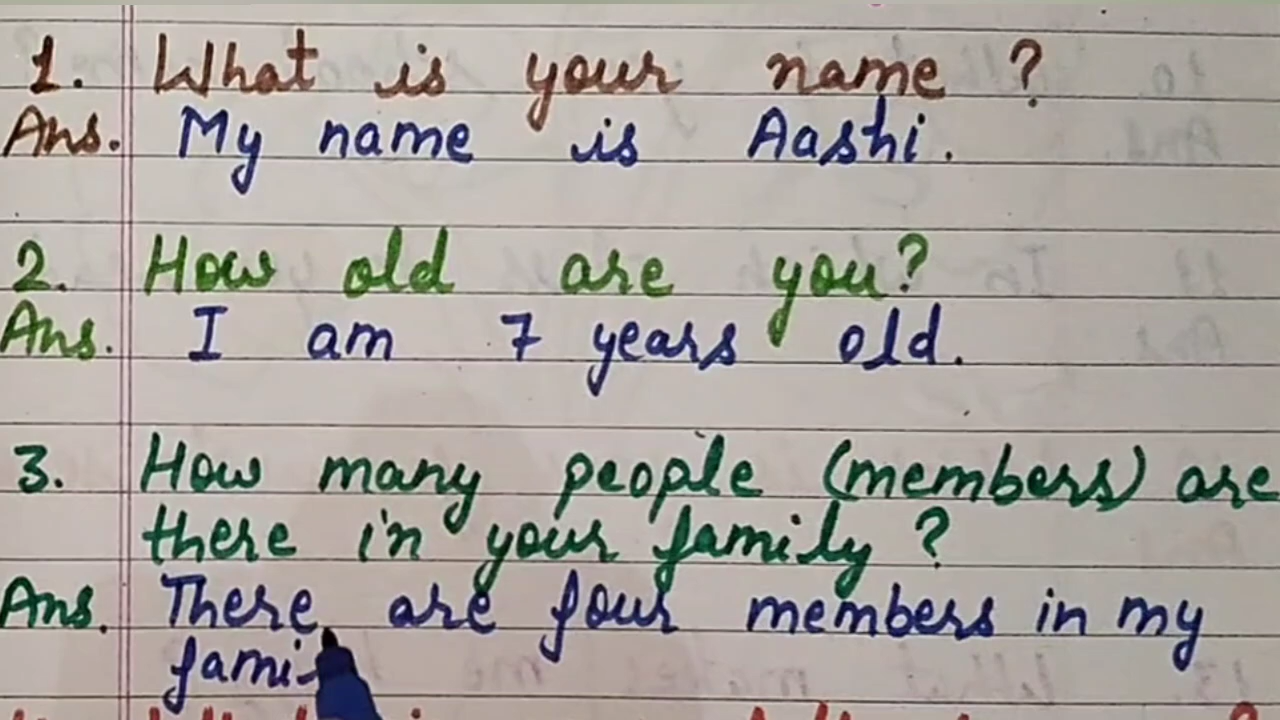 1. What is your name ?
Ans. My name is Aashi.
2. How old are you?
Ans. I am 7 years old.
3. How many people (members) are
there in your family ?
Ans. There are four members in my